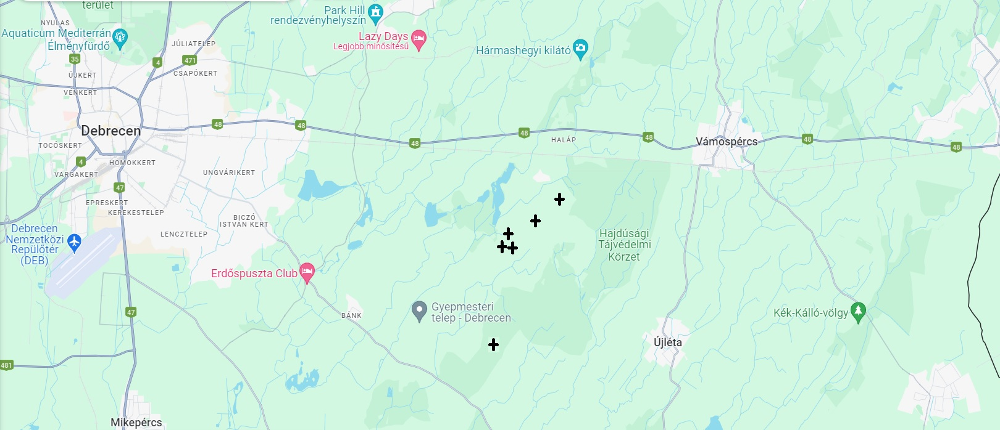 terület
NYULAS
Aquaticum Mediterrán
Élményfürdő
Park Hill
rendezvényhelyszín
Lazy Days
Legjobb minősítésű
Hármashegyi kilátó
JÚLIATELEP
35
4
471
ÚJKERT
CSAPÓKERT
VÉNKERT
Debrecen
48
48
48
48
48
48
48
HALÁP
Vámospércs
TÓCÓSKERT
4
HOMOKKERT
VARGAKERT
UNGVÁRIKERT
47
EPRESKERT
KEREKESTELEP
BICZÓ
ISTVÁN KERT
LENCZTELEP
Debrecen
Nemzetközi
Repülőtér
(DEB)
Hajdúsági
Tájvédelmi
Körzet
Erdőspuszta Club
47
BÁNK
Gyepmesteri
telep - Debrecen
Kék-Kálló-völgy
Újléta
481
Mikepércs